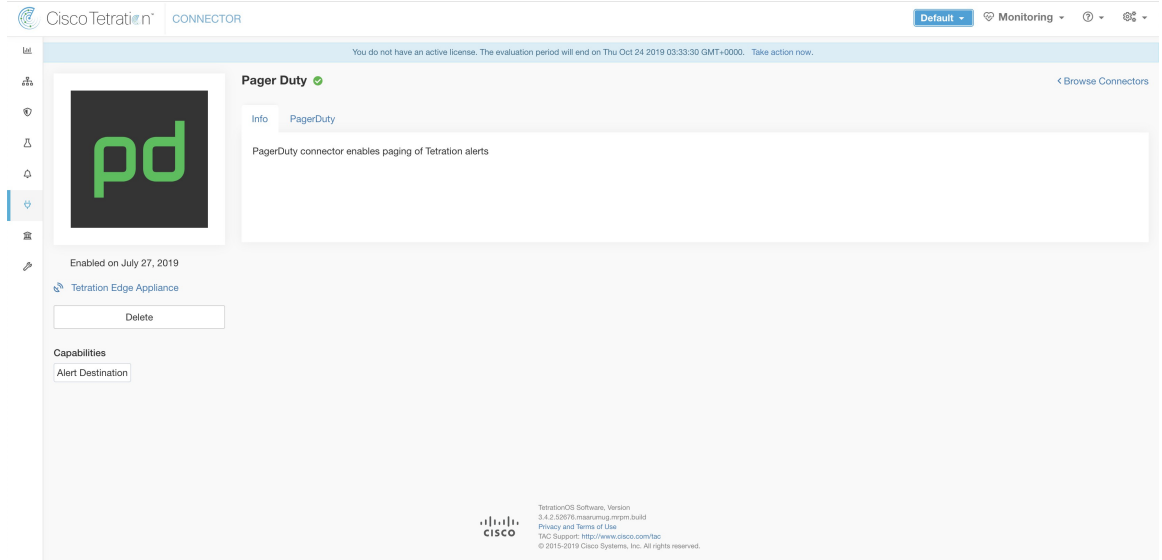 Cisco Tetration™
CONNECTOR
Default
Monitoring
You do not have an active license. The evaluation period will end on Thu Oct 24 2019 03:33:30 GMT+0000. Take action now.
pd
Pager Duty
< Browse Connectors
Info PagerDuty
PagerDuty connector enables paging of Tetration alerts
Enabled on July 27, 2019
Tetration Edge Appliance
Delete
Capabilities
Alert Destination
CISCO
TetrationOS Software, Version
3.4.2.52676.maarumug.mrpm.build
Privacy and Terms of Use
TAC Support: http://www.cisco.com/tac
© 2015-2019 Cisco Systems, Inc. All rights reserved.